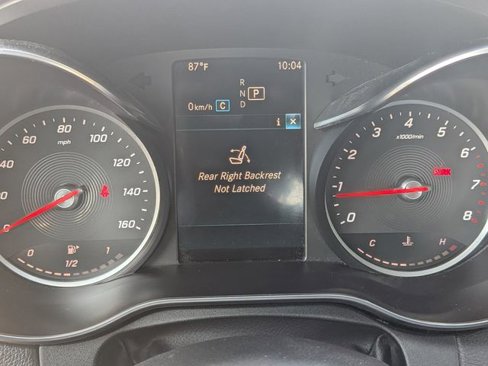 87°F 10:04
R
N P
D
0 km/h C
i ×
Rear Right Backrest
Not Latched
60 80 100
mph
120
140
160
0 1/2 1
1 2 3 4 5 6 7 8
x1000/min
0
PARK
C H